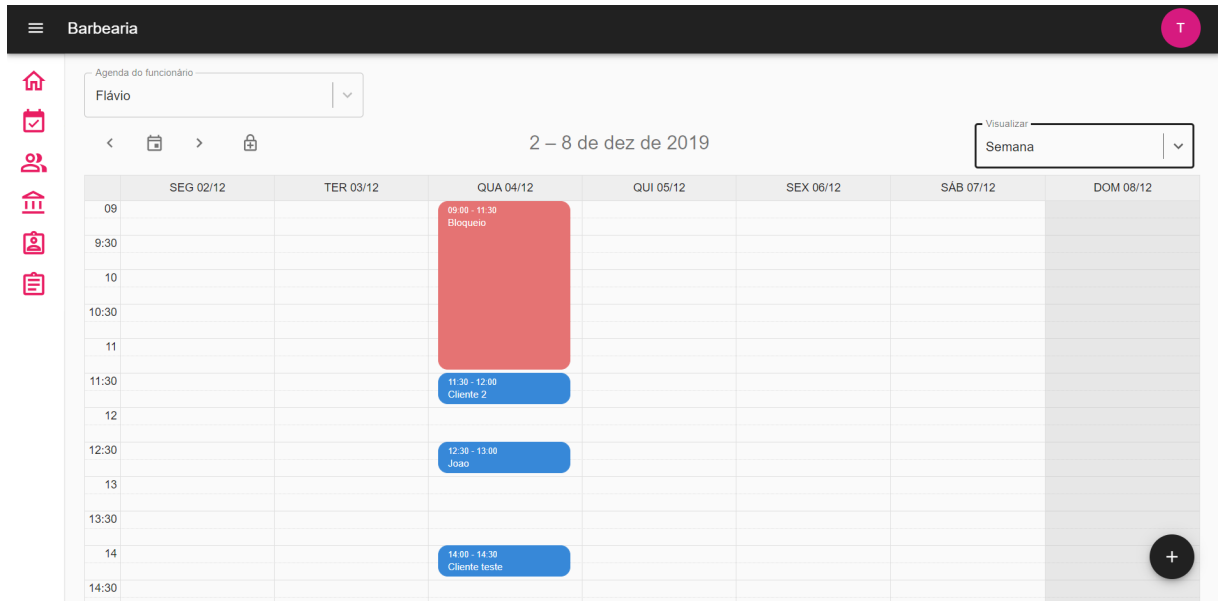 Barbearia
T
Agenda do funcionário
Flávio
2 – 8 de dez de 2019
Visualizar
Semana
SEG 02/12 TER 03/12 QUA 04/12 QUI 05/12 SEX 06/12 SÁB 07/12 DOM 08/12
09
09:00 - 11:30
Bloqueio
9:30
10
10:30
11
11:30
11:30 - 12:00
Cliente 2
12
12:30
12:30 - 13:00
Joao
13
13:30
14
14:00 - 14:30
Cliente teste
14:30